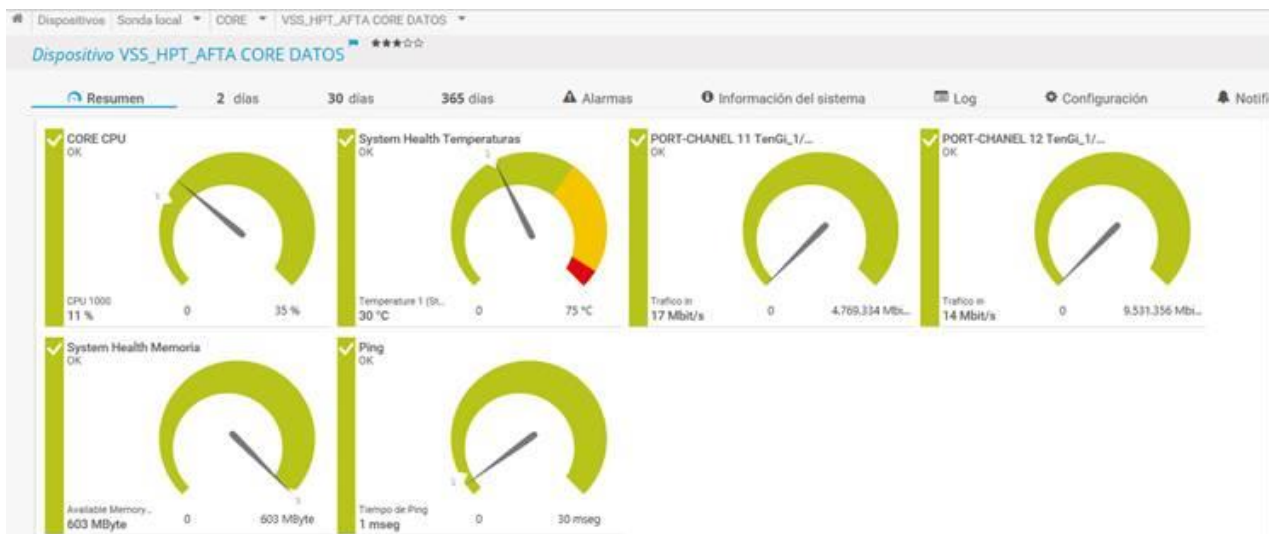 Dispositivos Sonda local CORE VSS_HPT_AFTA CORE DATOS
Dispositivo VSS_HPT_AFTA CORE DATOS
Resumen 2 días 30 días 365 días Alarmas Información del sistema Log Configuración Notifi
CORE CPU
OK
CPU 1000
11 %
0
35 %
System Health Temperaturas
OK
Temperature 1 (St...
30 °C
0
75 °C
PORT-CHANEL 11 TenGi_1/...
OK
Trafico in
17 Mbit/s
0
4.769.334 Mbi...
PORT-CHANEL 12 TenGi_1/...
OK
Trafico in
14 Mbit/s
0
9.531.356 Mbi...
System Health Memoria
OK
Available Memory...
603 MByte
0
603 MByte
Ping
OK
Tiempo de Ping
1 mseg
0
30 mseg